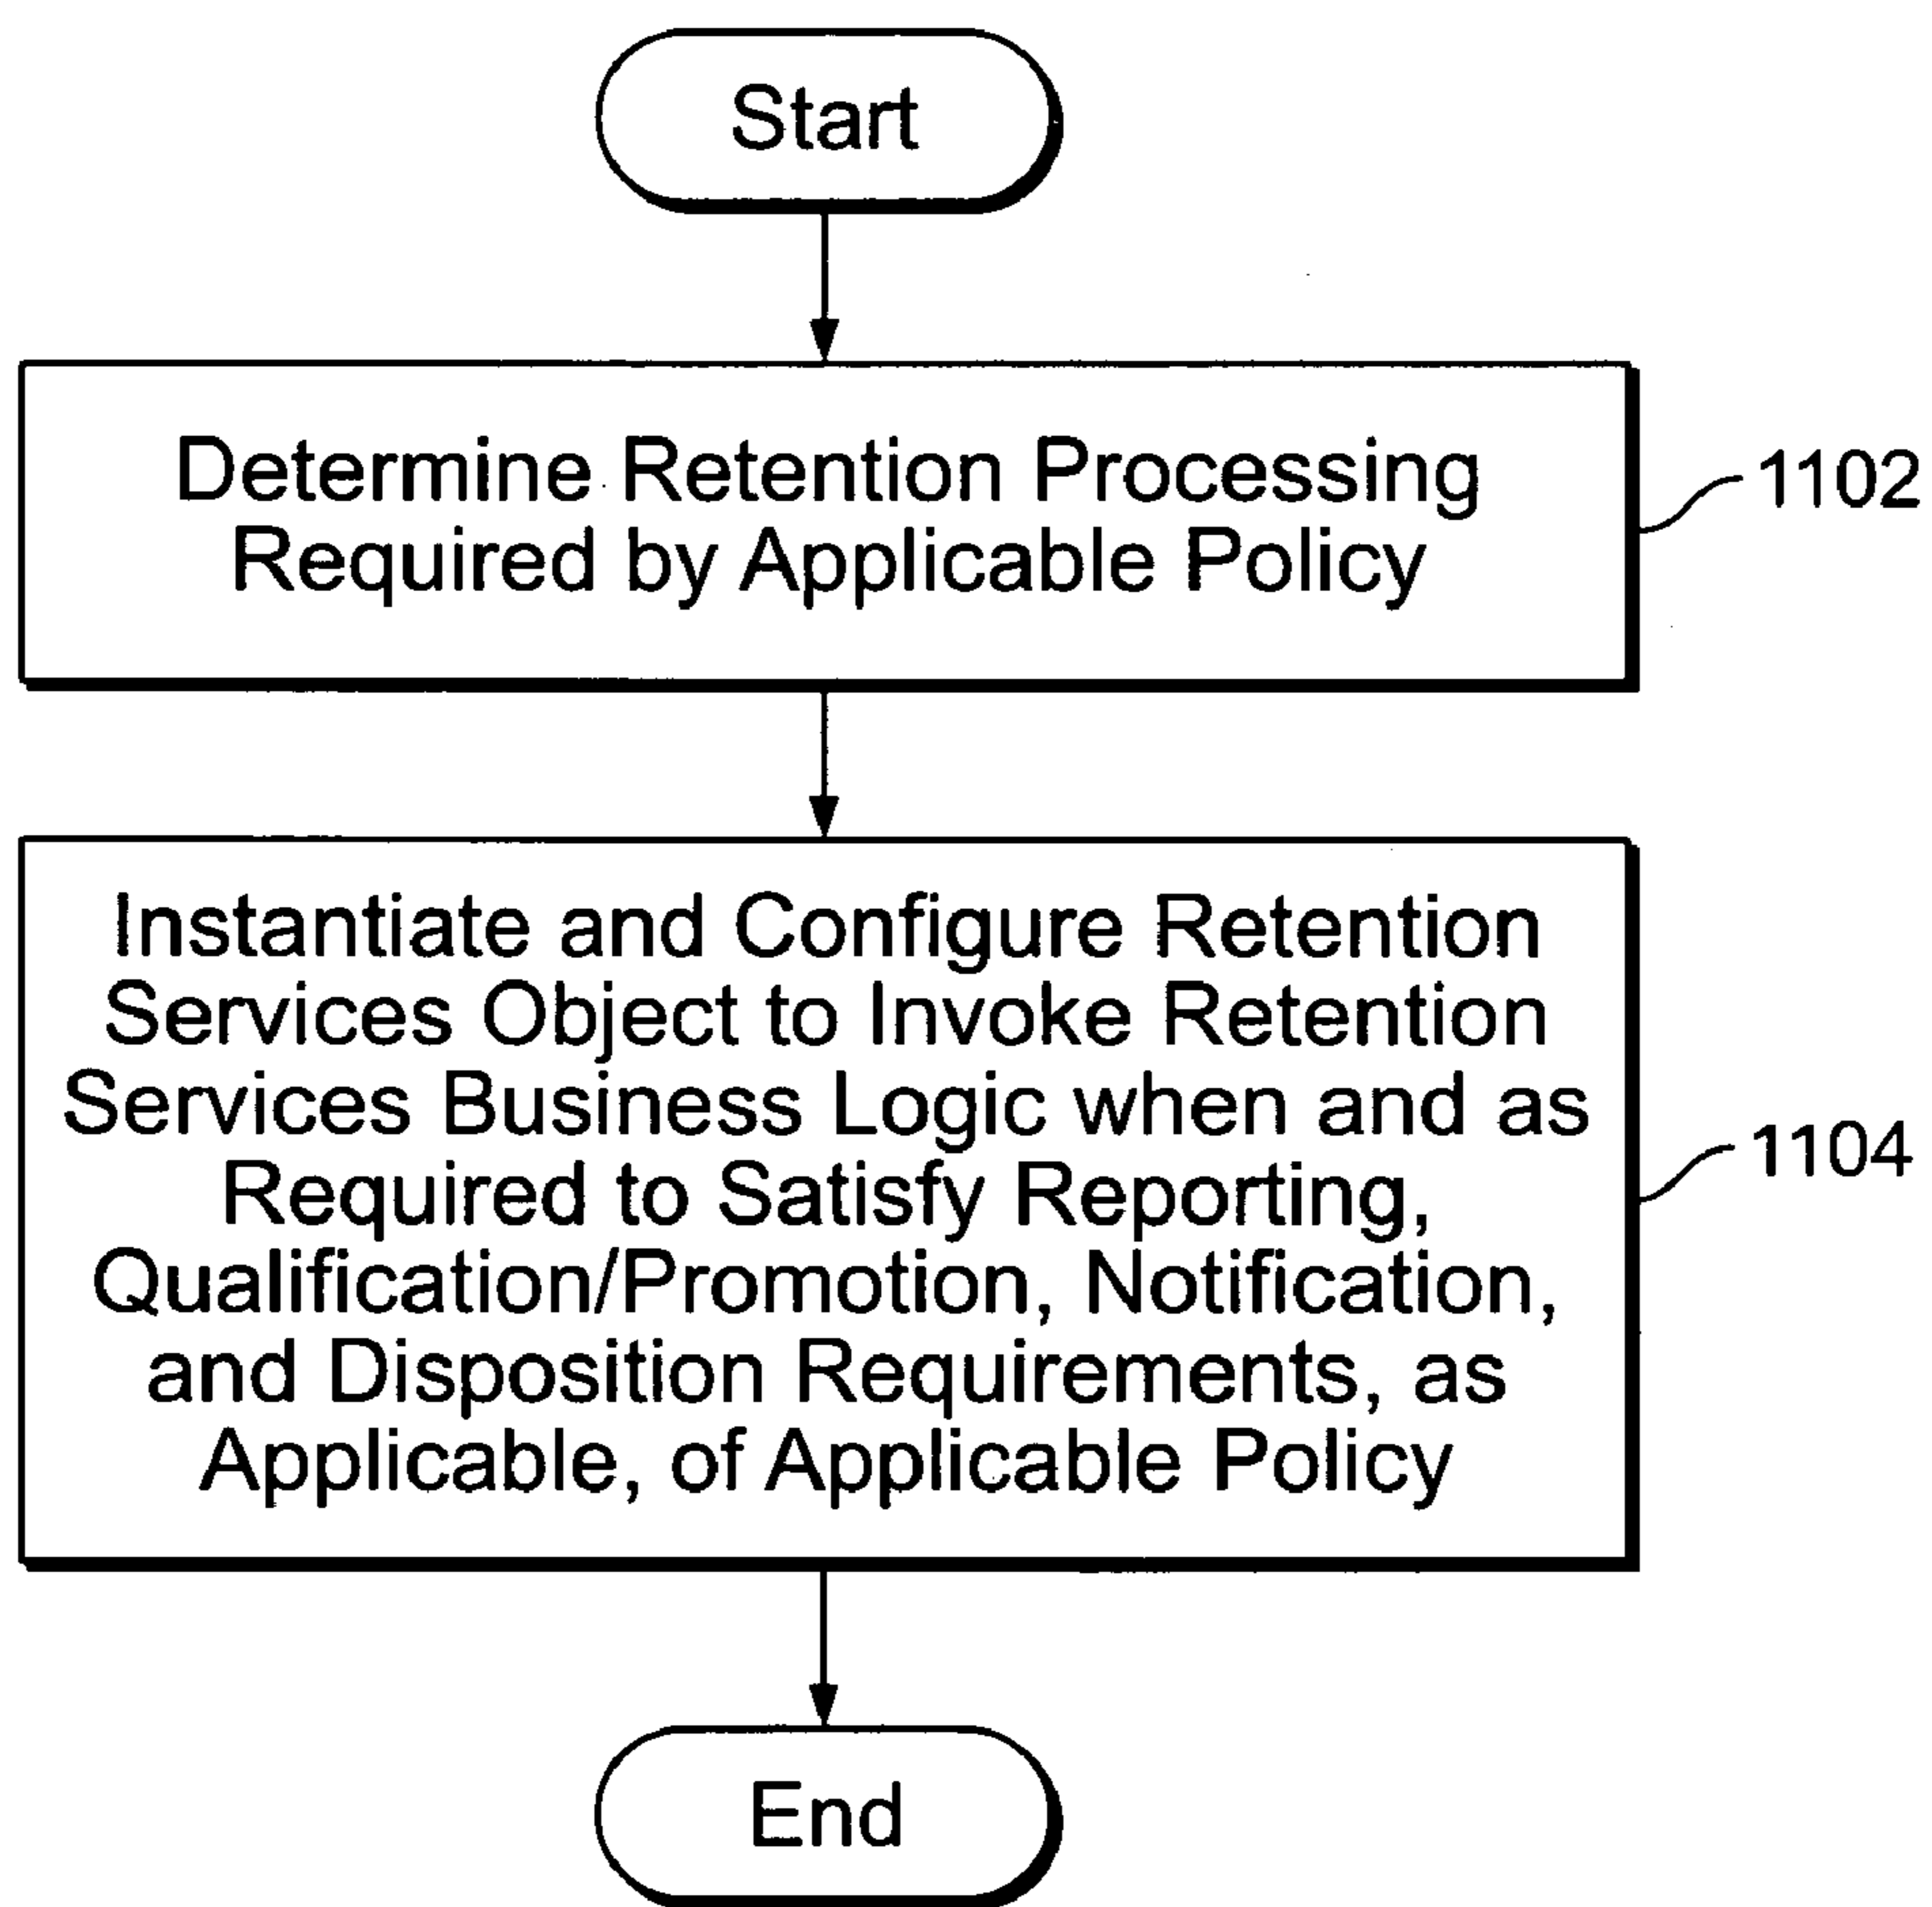 Start
Determine Retention Processing
Required by Applicable Policy
1102
Instantiate and Configure Retention
Services Object to Invoke Retention
Services Business Logic when and as
Required to Satisfy Reporting,
Qualification/Promotion, Notification,
and Disposition Requirements, as
Applicable, of Applicable Policy
1104
End